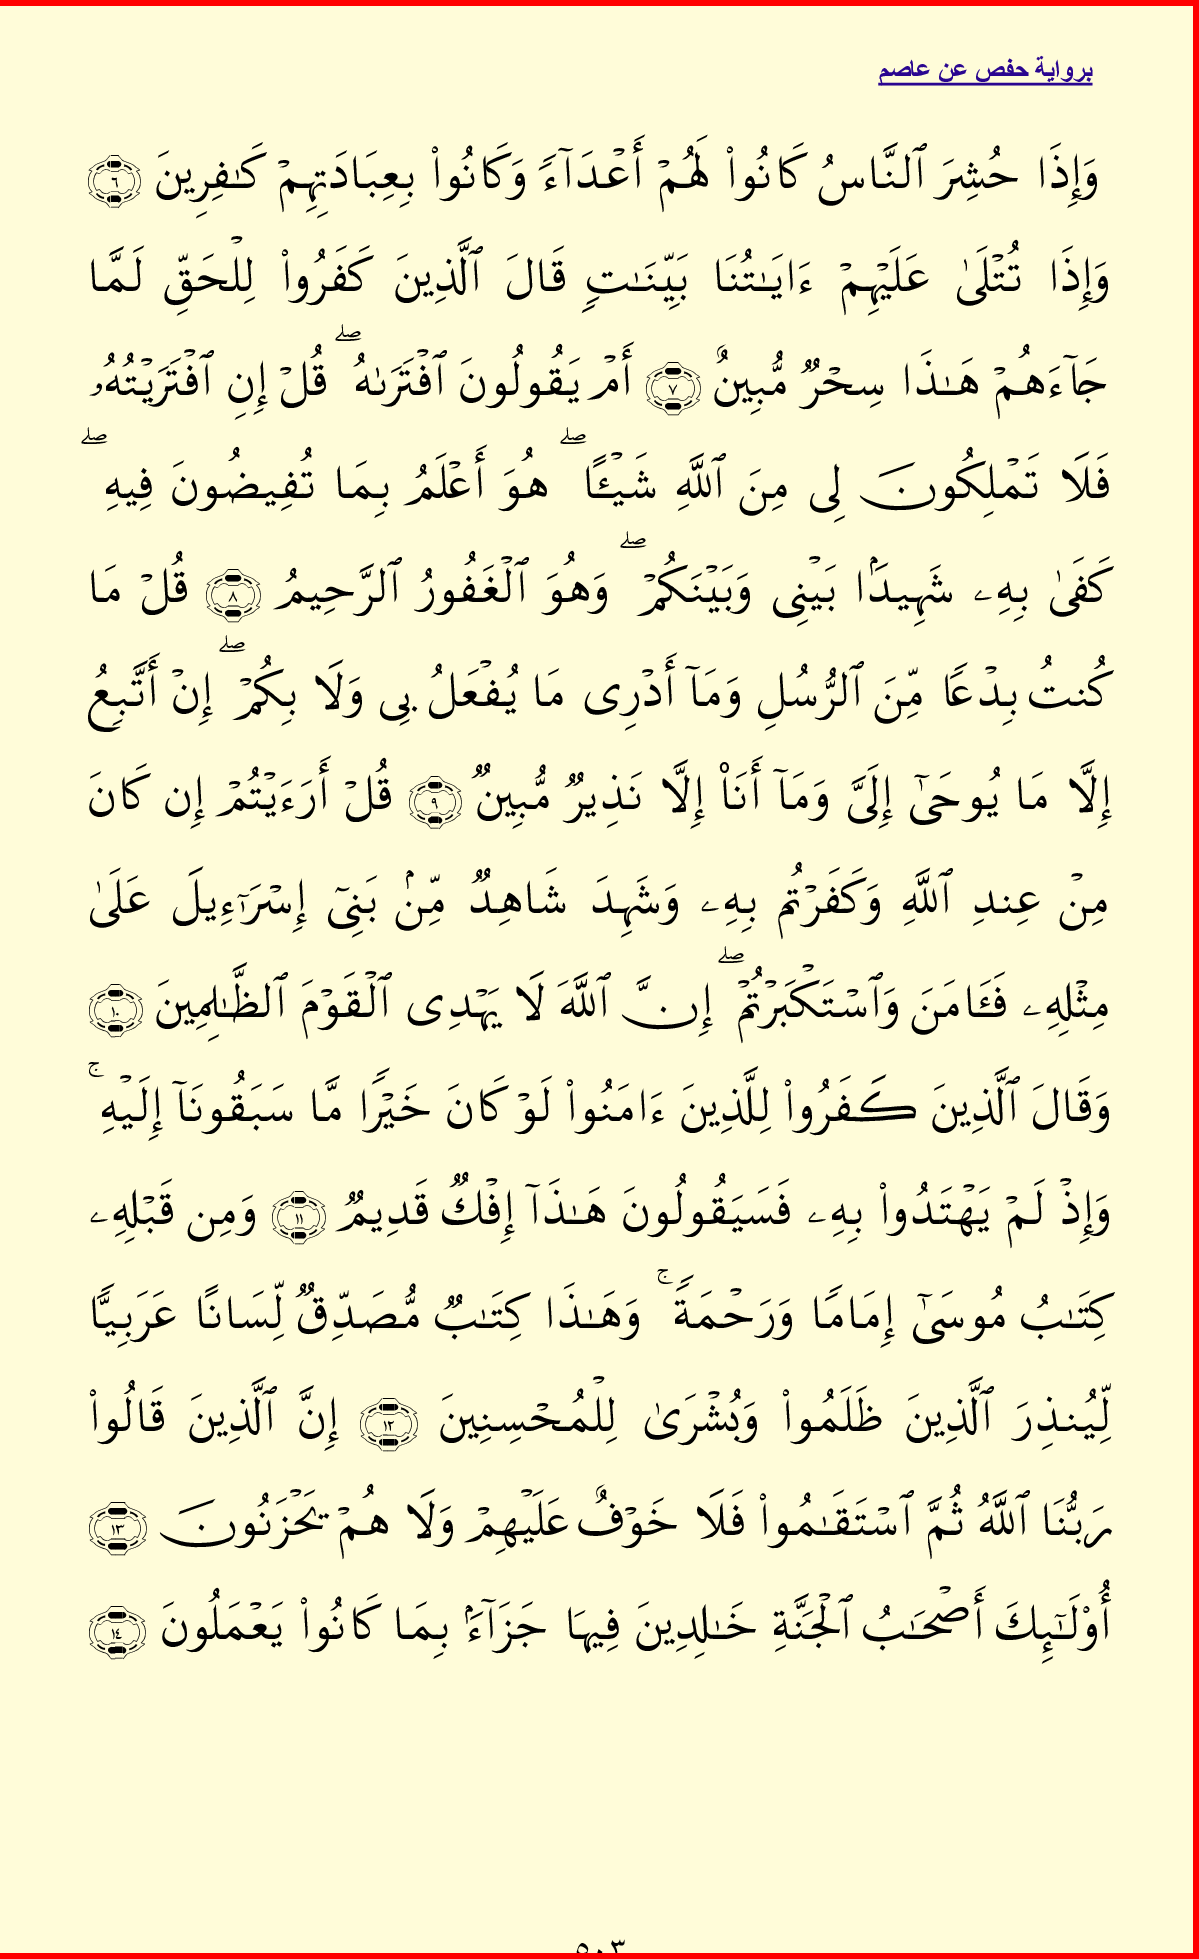 برواية حفص عن عاصم
وَإِذَا حُشِرَ ٱلنَّاسُ كَانُوا۟ لَهُمۡ أَعۡدَآءٗ وَكَانُوا۟ بِعِبَادَتِهِمۡ كَـٰفِرِينَ ٦
وَإِذَا تُتۡلَىٰ عَلَيۡهِمۡ ءَايَـٰتُنَا بَيِّنَـٰتٖ قَالَ ٱلَّذِينَ كَفَرُوا۟ لِلۡحَقِّ لَمَّا
جَآءَهُمۡ هَـٰذَا سِحۡرٞ مُّبِينٌ ٧ أَمۡ يَقُولُونَ ٱفۡتَرَىٰهُۖ قُلۡ إِنِ ٱفۡتَرَيۡتُهُۥ
فَلَا تَمۡلِكُونَ لِى مِنَ ٱللَّهِ شَيۡـًٔاۖ هُوَ أَعۡلَمُ بِمَا تُفِيضُونَ فِيهِۖ
كَفَىٰ بِهِۦ شَهِيدَۢا بَيۡنِى وَبَيۡنَكُمۡۖ وَهُوَ ٱلۡغَفُورُ ٱلرَّحِيمُ ٨ قُلۡ مَا
كُنتُ بِدۡعٗا مِّنَ ٱلرُّسُلِ وَمَآ أَدۡرِى مَا يُفۡعَلُ بِى وَلَا بِكُمۡۖ إِنۡ أَتَّبِعُ
إِلَّا مَا يُوحَىٰٓ إِلَىَّ وَمَآ أَنَا۠ إِلَّا نَذِيرٞ مُّبِينٞ ٩ قُلۡ أَرَءَيۡتُمۡ إِن كَانَ
مِنۡ عِندِ ٱللَّهِ وَكَفَرۡتُم بِهِۦ وَشَهِدَ شَاهِدٞ مِّنۢ بَنِىٓ إِسۡرَٰٓءِيلَ عَلَىٰ
مِثۡلِهِۦ فَـَٔامَنَ وَٱسۡتَكۡبَرۡتُمۡۖ إِنَّ ٱللَّهَ لَا يَهۡدِى ٱلۡقَوۡمَ ٱلظَّـٰلِمِينَ ١٠
وَقَالَ ٱلَّذِينَ كَفَرُوا۟ لِلَّذِينَ ءَامَنُوا۟ لَوۡ كَانَ خَيۡرٗا مَّا سَبَقُونَآ إِلَيۡهِۚ
وَإِذۡ لَمۡ يَهۡتَدُوا۟ بِهِۦ فَسَيَقُولُونَ هَـٰذَآ إِفۡكٞ قَدِيمٞ ١١ وَمِن قَبۡلِهِۦ
كِتَـٰبُ مُوسَىٰٓ إِمَامٗا وَرَحۡمَةٗۚ وَهَـٰذَا كِتَـٰبٞ مُّصَدِّقٞ لِّسَانًا عَرَبِيّٗا
لِّيُنذِرَ ٱلَّذِينَ ظَلَمُوا۟ وَبُشۡرَىٰ لِلۡمُحۡسِنِينَ ١٢ إِنَّ ٱلَّذِينَ قَالُوا۟
رَبُّنَا ٱللَّهُ ثُمَّ ٱسۡتَقَـٰمُوا۟ فَلَا خَوۡفٌ عَلَيۡهِمۡ وَلَا هُمۡ يَحۡزَنُونَ ١٣
أُو۟لَـٰٓئِكَ أَصۡحَـٰبُ ٱلۡجَنَّةِ خَـٰلِدِينَ فِيهَا جَزَآءَۢ بِمَا كَانُوا۟ يَعۡمَلُونَ ١٤
٥٠٣